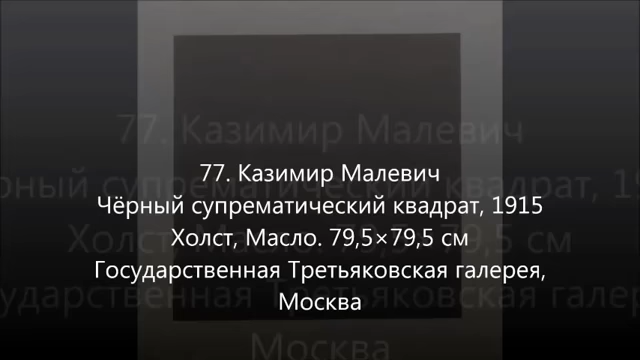 77. Казимир Малевич
Чёрный супрематический квадрат, 1915
Холст, Масло. 79,5×79,5 см
Государственная Третьяковская галерея,
Москва